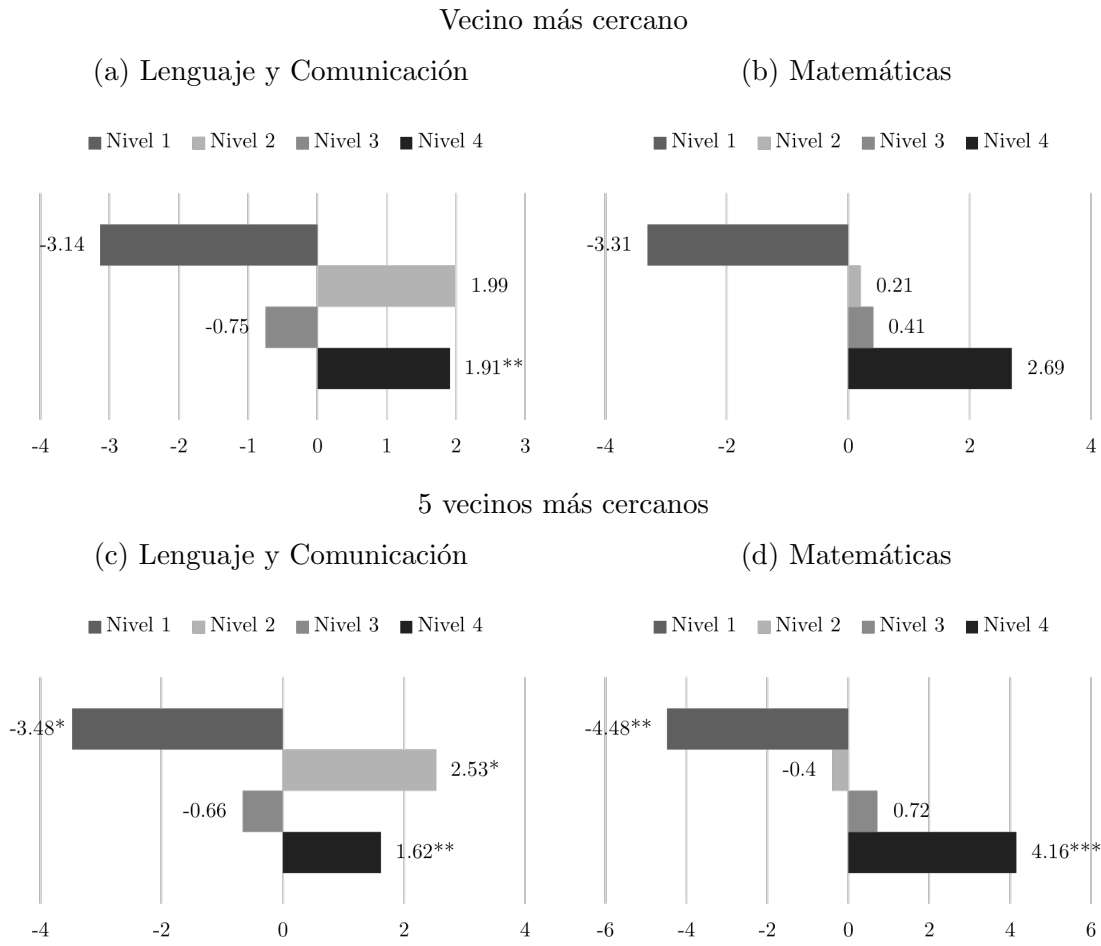 Vecino más cercano
(a) Lenguaje y Comunicación
Nivel 1 Nivel 2 Nivel 3 Nivel 4
-3.14
1.99
-0.75
1.91**
-4 -3 -2 -1 0 1 2 3
(b) Matemáticas
Nivel 1 Nivel 2 Nivel 3 Nivel 4
-3.31
0.21
0.41
2.69
-4 -2 0 2 4
5 vecinos más cercanos
(c) Lenguaje y Comunicación
Nivel 1 Nivel 2 Nivel 3 Nivel 4
-3.48*
2.53*
-0.66
1.62**
-4 -2 0 2 4
(d) Matemáticas
Nivel 1 Nivel 2 Nivel 3 Nivel 4
-4.48**
-0.4
0.72
4.16***
-6 -4 -2 0 2 4 6